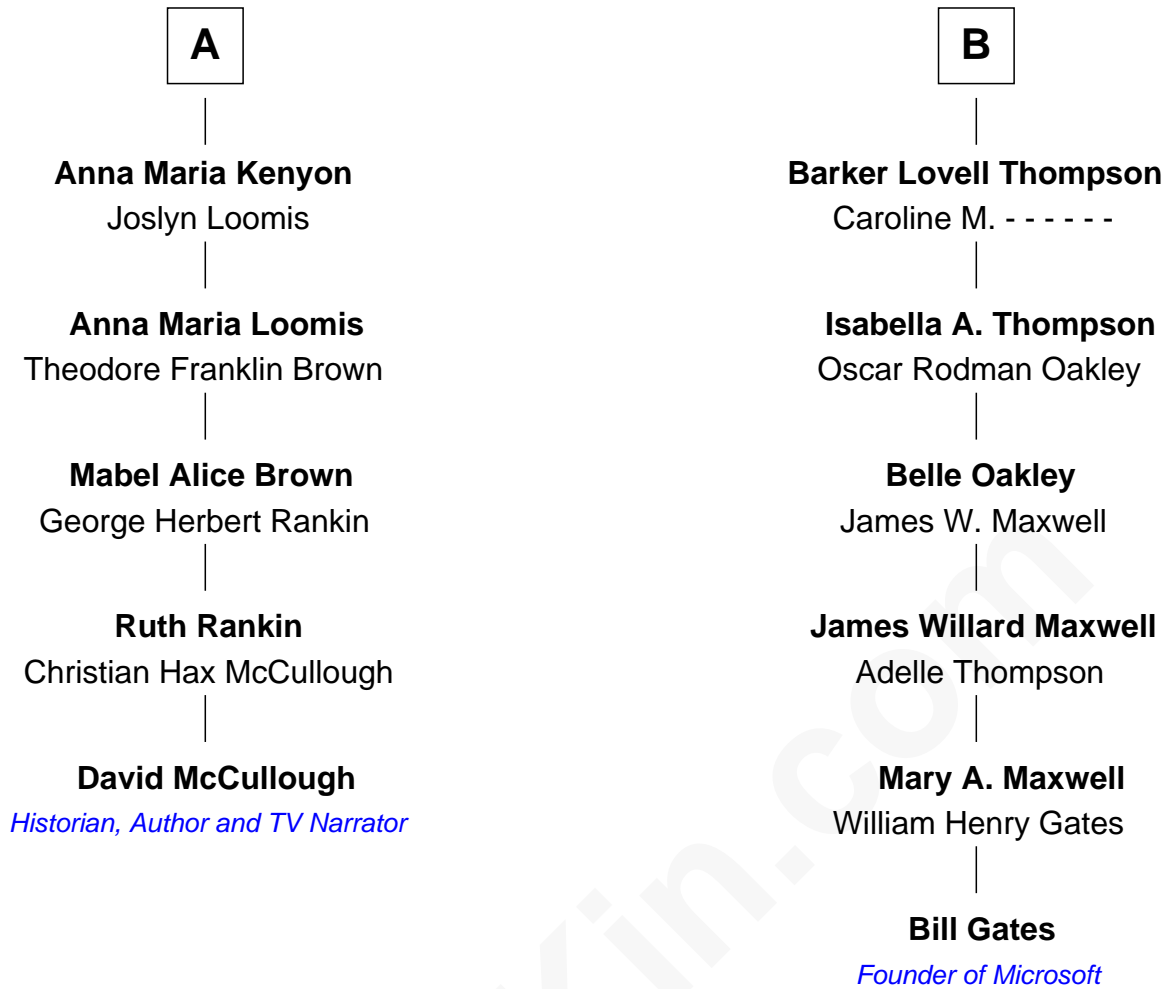 A
Anna Maria Kenyon
Joslyn Loomis
Anna Maria Loomis
Theodore Franklin Brown
Mabel Alice Brown
George Herbert Rankin
Ruth Rankin
Christian Hax McCullough
David McCullough
Historian, Author and TV Narrator
B
Barker Lovell Thompson
Caroline M. - - - - - -
Isabella A. Thompson
Oscar Rodman Oakley
Belle Oakley
James W. Maxwell
James Willard Maxwell
Adelle Thompson
Mary A. Maxwell
William Henry Gates
Bill Gates
Founder of Microsoft